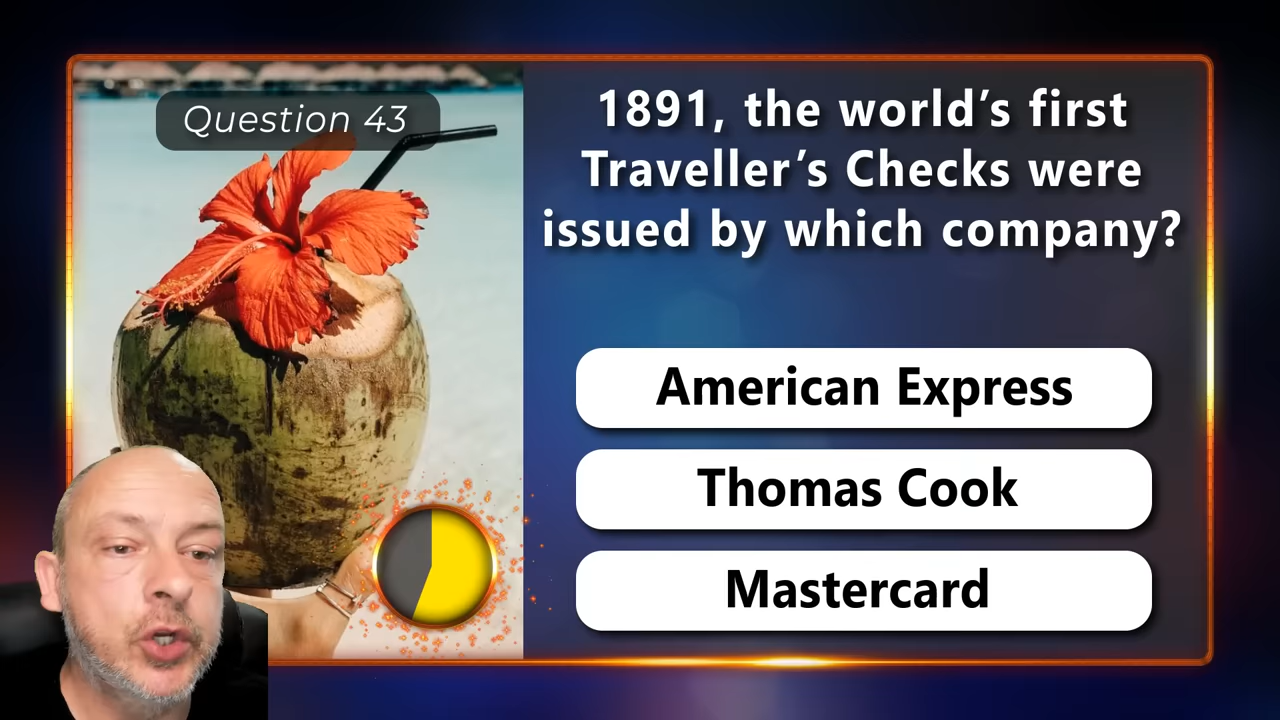 Question 43
1891, the world’s first
Traveller’s Checks were
issued by which company?
American Express
Thomas Cook
Mastercard